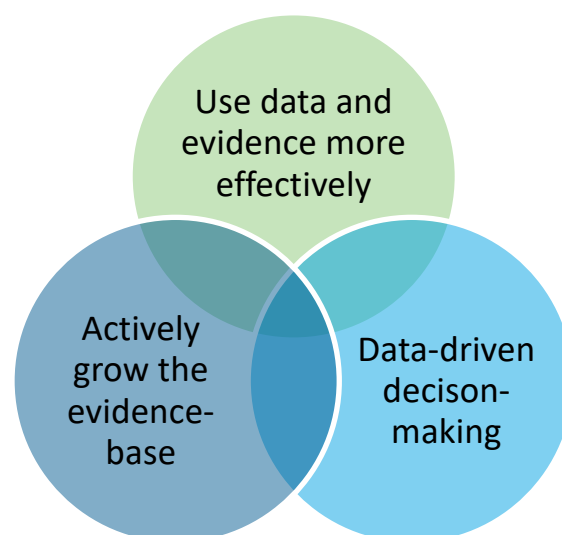 Use data and
evidence more
effectively
Actively
grow the
evidence-
base
Data-driven
decison-
making